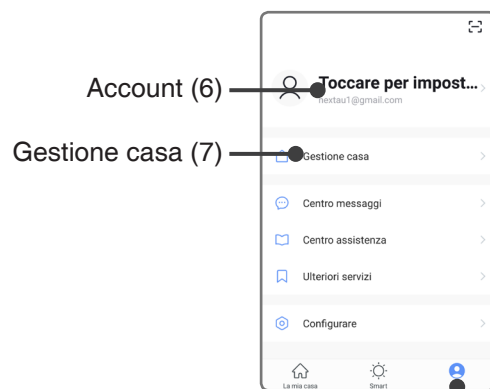 Account (6)
Toccare per impost...
nextau1@gmail.com
Gestione casa (7)
Gestione casa
Centro messaggi
Centro assistenza
Ulteriori servizi
Configurare
La mia casa
Smart